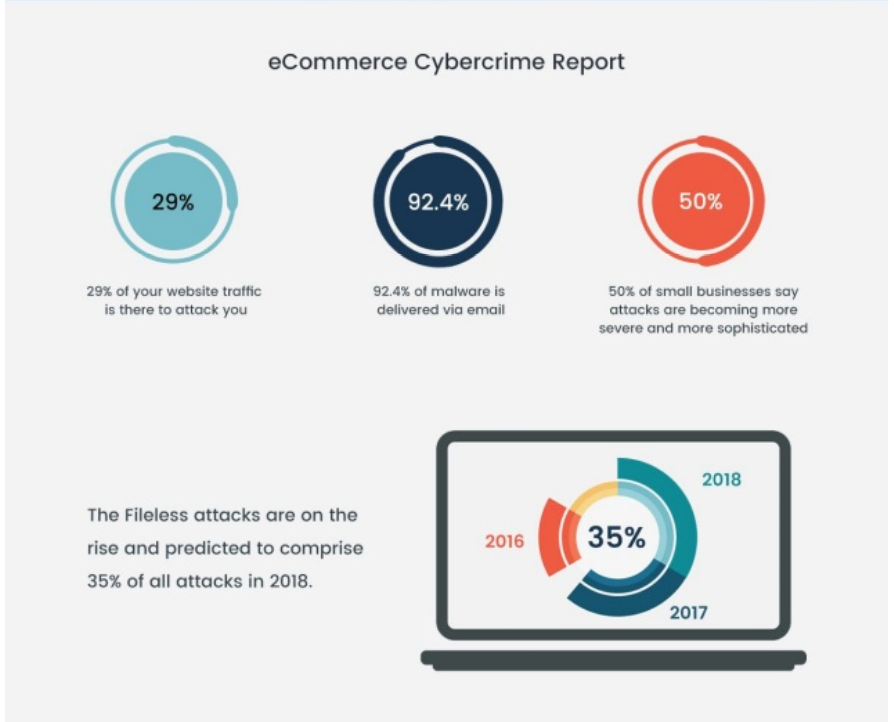 eCommerce Cybercrime Report
29%
92.4%
50%
29% of your website traffic
is there to attack you
92.4% of malware is
delivered via email
50% of small businesses say
attacks are becoming more
severe and more sophisticated
The Fileless attacks are on the
rise and predicted to comprise
35% of all attacks in 2018.
2018
2016
35%
2017